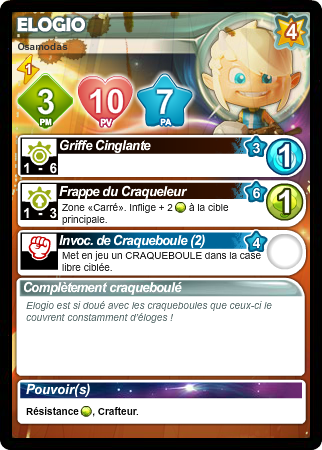 ELOGIO
Osamodas
4
1
3
PM
10
PV
7
PA
Griffe Cinglante
3
1
1 - 6
Frappe du Craqueleur
6
1
1 - 3
Zone «Carré». Inflige + 2 à la cible
principale.
Invoc. de Craqueboule (2)
4
Met en jeu un CRAQUEBOULE dans la case
libre ciblée.
Complètement craqueboulé
Elogio est si doué avec les craqueboules que ceux-ci le
couvrent constamment d'éloges !
Pouvoir(s)
Résistance , Crafteur.